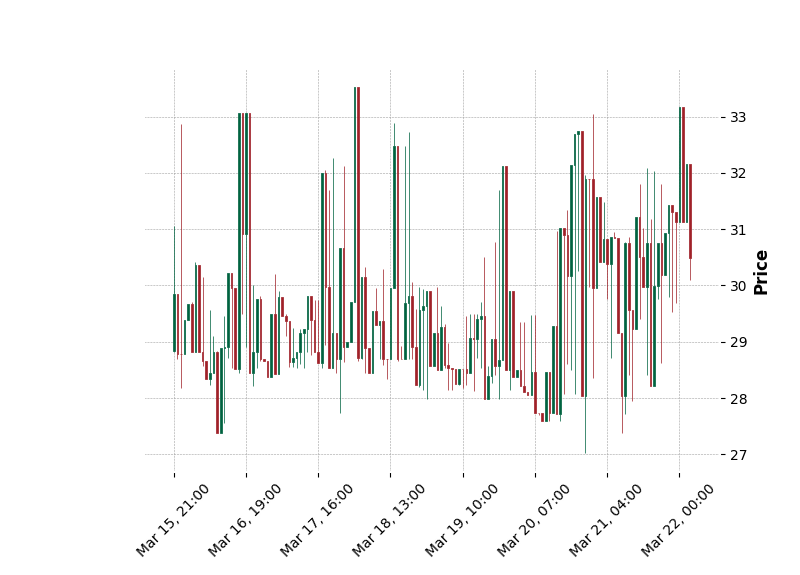 33
32
31
30
29
28
27
Price
Mar 15, 21:00
Mar 16, 19:00
Mar 17, 16:00
Mar 18, 13:00
Mar 19, 10:00
Mar 20, 07:00
Mar 21, 04:00
Mar 22, 00:00